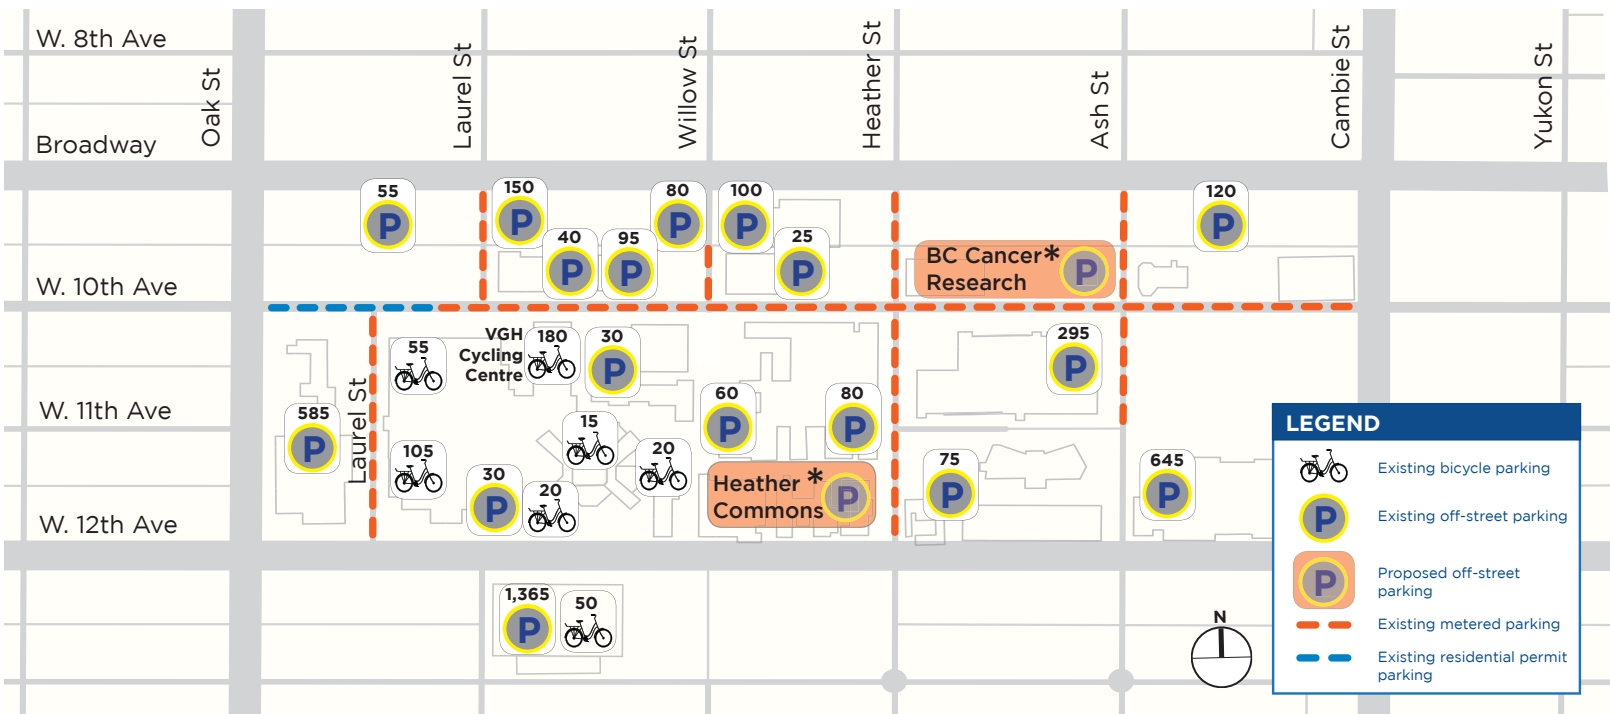 W. 8th Ave
Oak St
Laurel St
Willow St
Heather St
Ash St
Cambie St
Yukon St
Broadway
55
150
80
100
120
40
95
25
BC Cancer*
Research
P
P
P
P
P
P
P
P
P
W. 10th Ave
VGH
Cycling
Centre
55
180
30
P
295
P
W. 11th Ave
Laurel St
585
P
60
P
80
P
15
105
20
30
P
20
Heather *
Commons
P
75
P
645
P
W. 12th Ave
1,365
P
50
N
LEGEND
Existing bicycle parking
P
Existing off-street parking
P
Proposed off-street
parking
Existing metered parking
Existing residential permit
parking